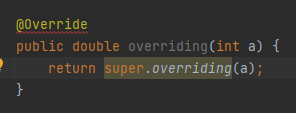 @Override
public double overriding(int a) {
    return super.overriding(a);
}